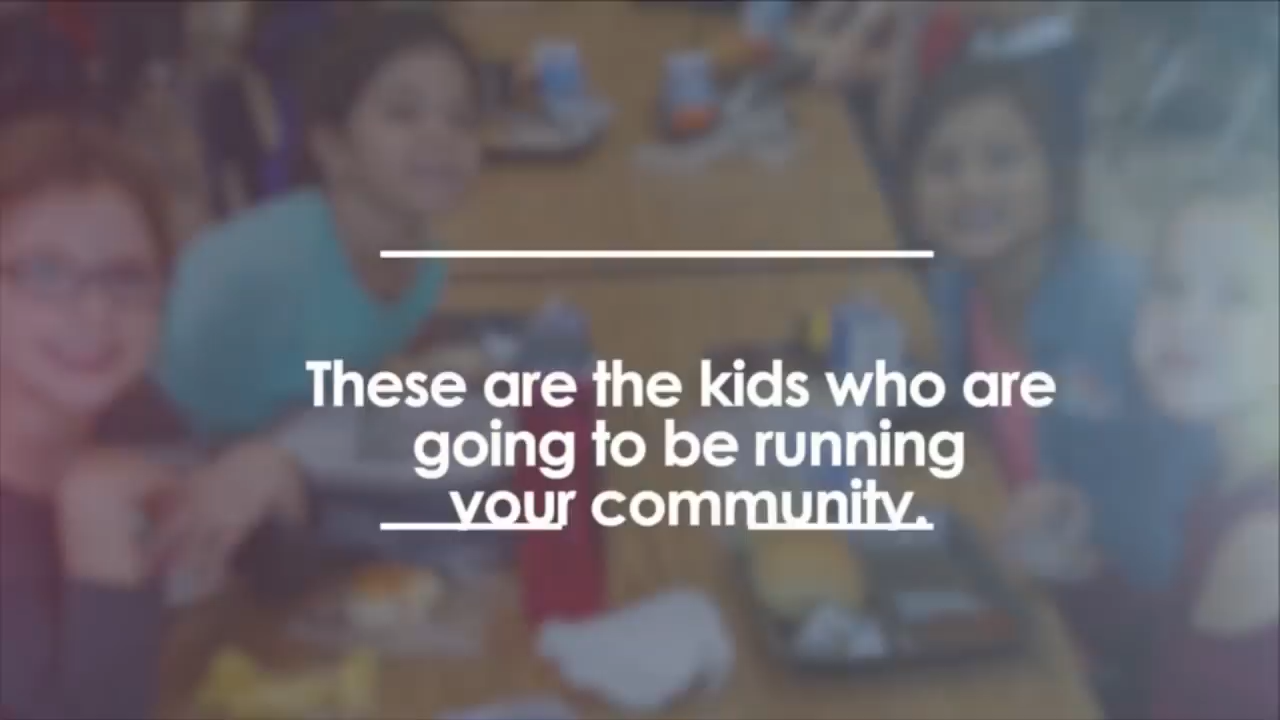 These are the kids who are
going to be running
your community.